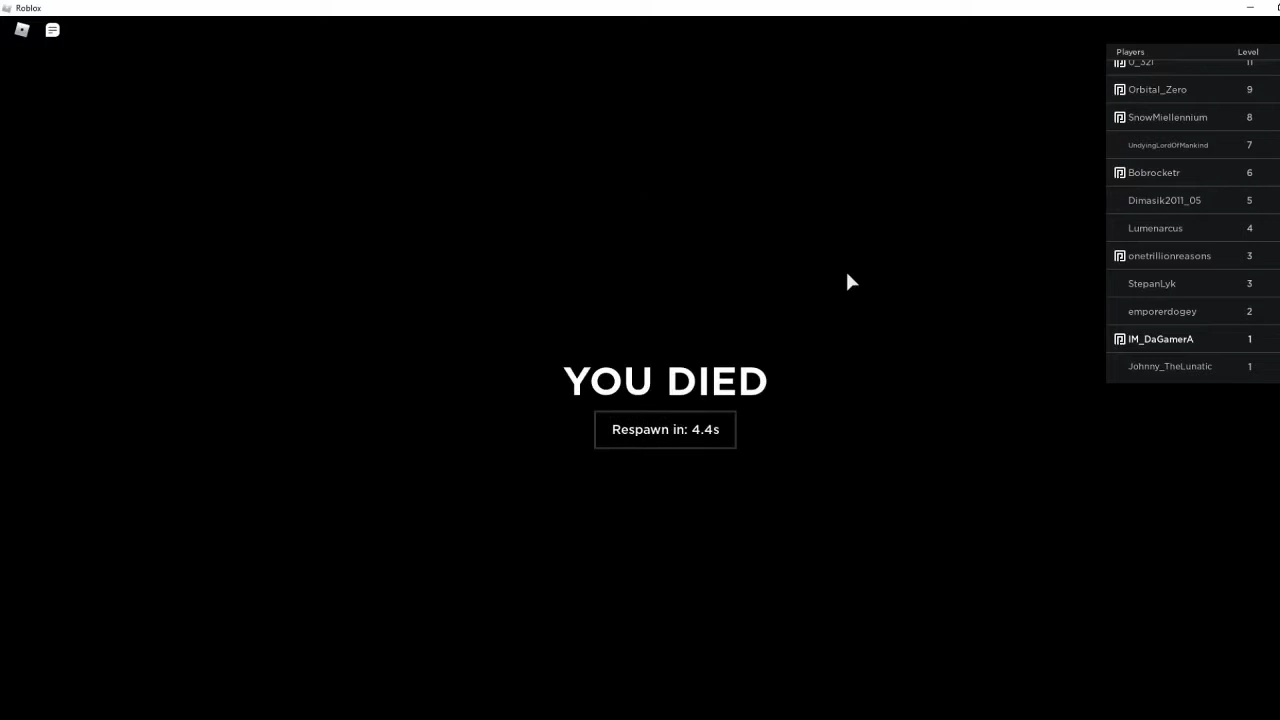 Roblox
Players Level
11
Orbital_Zero 9
SnowMiellennium 8
UndyingLordOfMankind 7
Bobrocketr 6
Dimasik2011_05 5
Lumenarcus 4
onetrillionreasons 3
StepanLyk 3
emporerdogey 2
IM_DaGamerA 1
Johnny_TheLunatic 1
YOU DIED
Respawn in: 4.4s